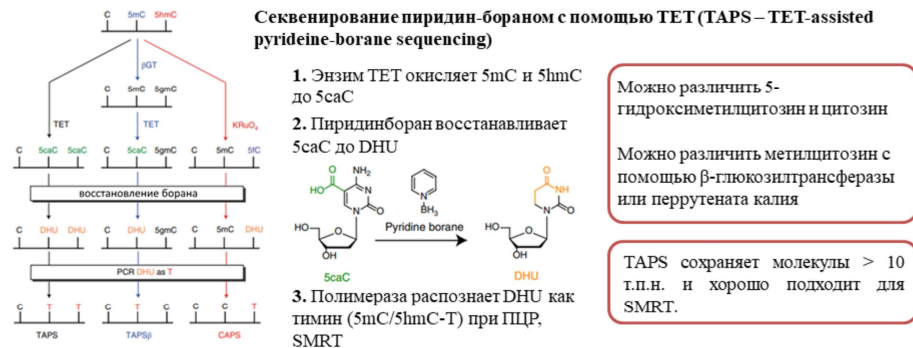 Секвенирование пиридин-бораном с помощью ТЕТ (TAPS – TET-assisted
pyrideine-borane sequencing)
C 5mC 5hmC
βGT
C 5mC 5gmC
TET
TET
KRuO₄
C 5caC 5caC
C 5caC 5gmC
C 5mC 5fC
восстановление борана
C DHU DHU
C DHU 5gmC
C 5mC DHU
PCR DHU as T
C T T
C T C
C C T
TAPS
TAPSβ
CAPS
1. Энзим ТЕТ окисляет 5mC и 5hmC
до 5caC
2. Пиридинборан восстанавливает
5caC до DHU
HO
O
NH₂
N
N
O
HO
O
OH
5caC
N
BH₃
Pyridine borane
O
NH
N
O
HO
O
OH
DHU
3. Полимераза распознает DHU как
тимин (5mC/5hmC-T) при ПЦР,
SMRT
Можно различить 5-
гидроксиметилцитозин и цитозин
Можно различить метилцитозин с
помощью β-глюкозилтрансферазы
или перрутената калия
TAPS сохраняет молекулы > 10
т.п.н. и хорошо подходит для
SMRT.